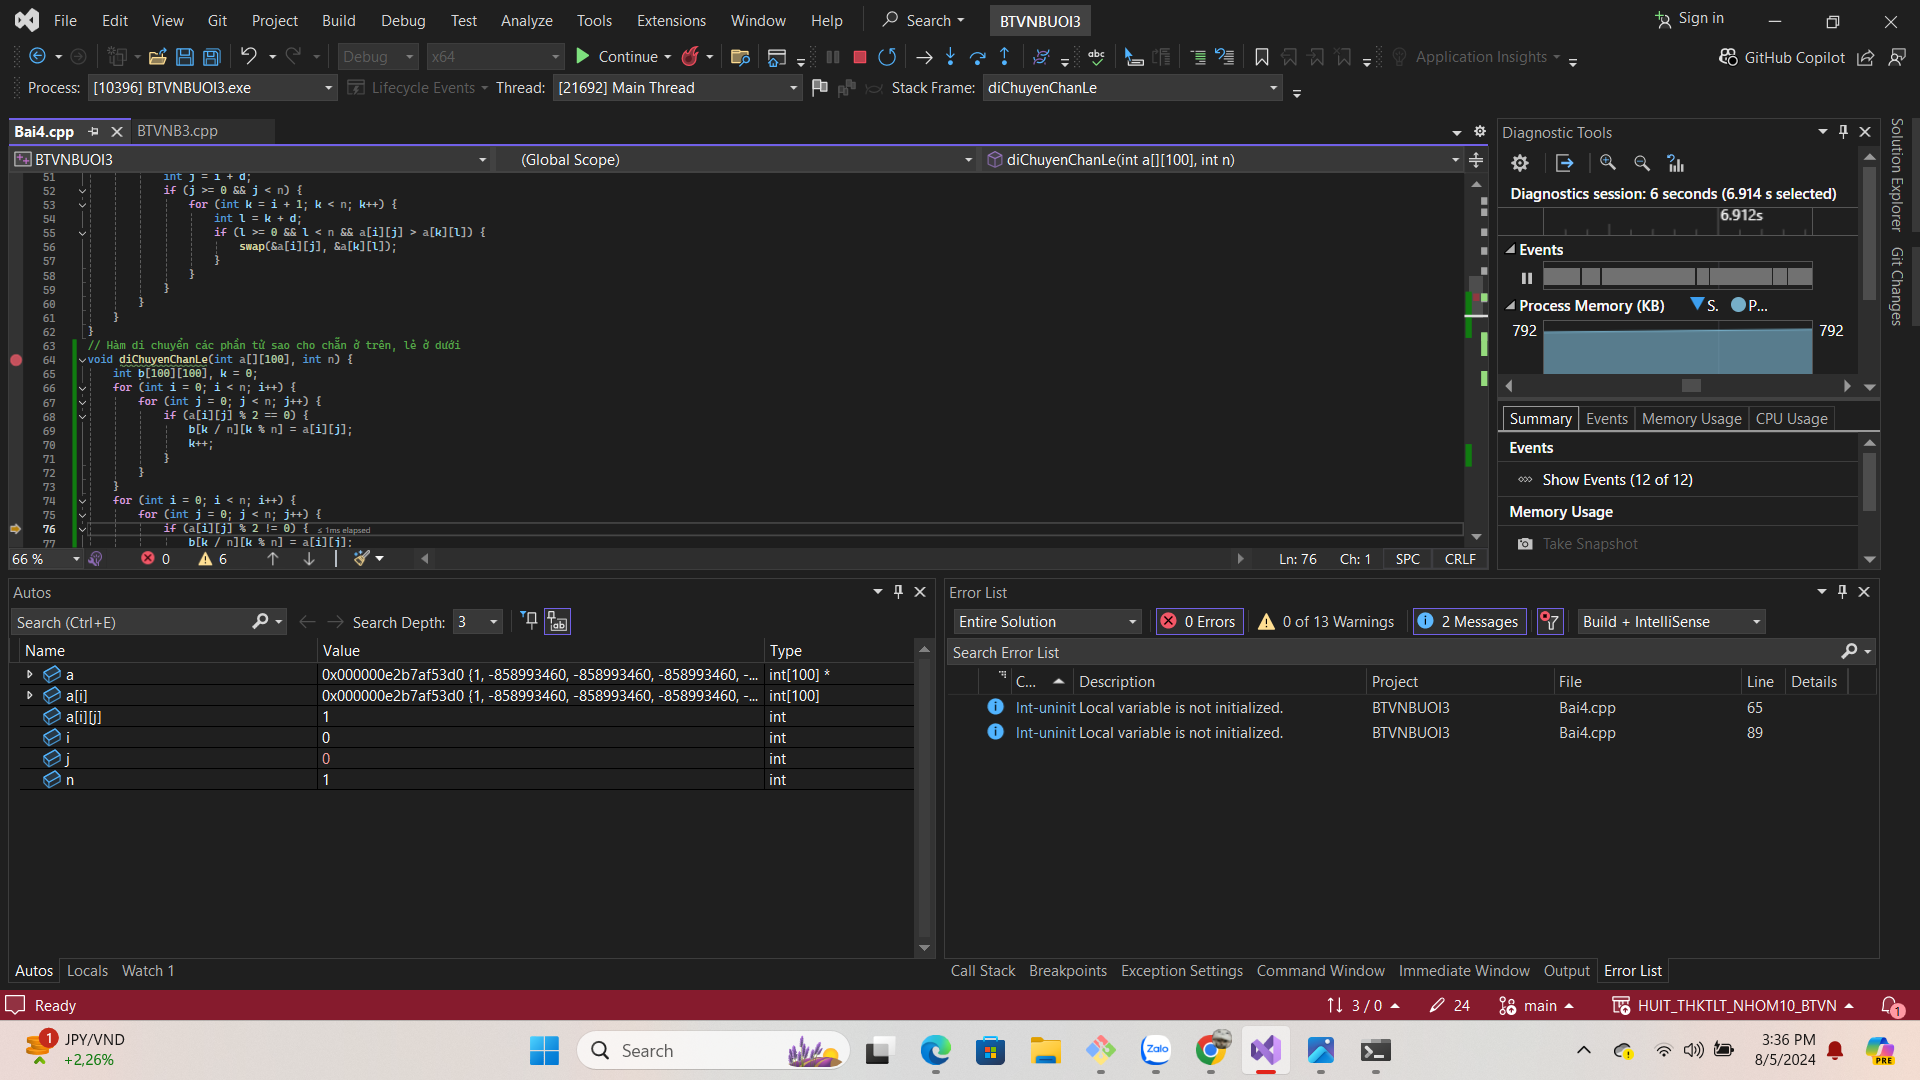 File Edit View Git Project Build Debug Test Analyze Tools Extensions Window Help Search BTVNBUOI3 Sign in
Debug x64 Continue abc Application Insights GitHub Copilot
Process: [10396] BTVNBUOI3.exe Lifecycle Events Thread: [21692] Main Thread Stack Frame: diChuyenChanLe
Bai4.cpp BTVNB3.cpp
BTVNBUOI3 (Global Scope) diChuyenChanLe(int a[][100], int n)
51 int j = i + d;
52 if (j >= 0 && j < n) {
53 for (int k = i + 1; k < n; k++) {
54 int l = k + d;
55 if (l >= 0 && l < n && a[i][j] > a[k][l]) {
56 swap(&a[i][j], &a[k][l]);
57 }
58 }
59 }
60 }
61 }
62 }
63 // Hàm di chuyển các phần tử sao cho chẵn ở trên, lẻ ở dưới
64 void diChuyenChanLe(int a[][100], int n) {
65 int b[100][100], k = 0;
66 for (int i = 0; i < n; i++) {
67 for (int j = 0; j < n; j++) {
68 if (a[i][j] % 2 == 0) {
69 b[k / n][k % n] = a[i][j];
70 k++;
71 }
72 }
73 }
74 for (int i = 0; i < n; i++) {
75 for (int j = 0; j < n; j++) {
76 if (a[i][j] % 2 != 0) { ≤ 1ms elapsed
77 b[k / n][k % n] = a[i][j];
66 % 0 6 Ln: 76 Ch: 1 SPC CRLF
Diagnostic Tools
Diagnostics session: 6 seconds (6.914 s selected)
6.912s
Events
Process Memory (KB) S. P...
792 792
Summary Events Memory Usage CPU Usage
Events
Show Events (12 of 12)
Memory Usage
Take Snapshot
Solution Explorer
Git Changes
Autos
Search (Ctrl+E) Search Depth: 3
Name Value Type
a 0x000000e2b7af53d0 {1, -858993460, -858993460, -858993460, -... int[100] *
a[i] 0x000000e2b7af53d0 {1, -858993460, -858993460, -858993460, -... int[100]
a[i][j] 1 int
i 0 int
j 0 int
n 1 int
Autos Locals Watch 1
Error List
Entire Solution 0 Errors 0 of 13 Warnings 2 Messages Build + IntelliSense
Search Error List
C... Description Project File Line Details
Int-uninit Local variable is not initialized. BTVNBUOI3 Bai4.cpp 65
Int-uninit Local variable is not initialized. BTVNBUOI3 Bai4.cpp 89
Call Stack Breakpoints Exception Settings Command Window Immediate Window Output Error List
Ready 3 / 0 24 main HUIT_THKTLT_NHOM10_BTVN 1
1 JPY/VND
+2,26%
Search
Zalo
3:36 PM
8/5/2024
PRE